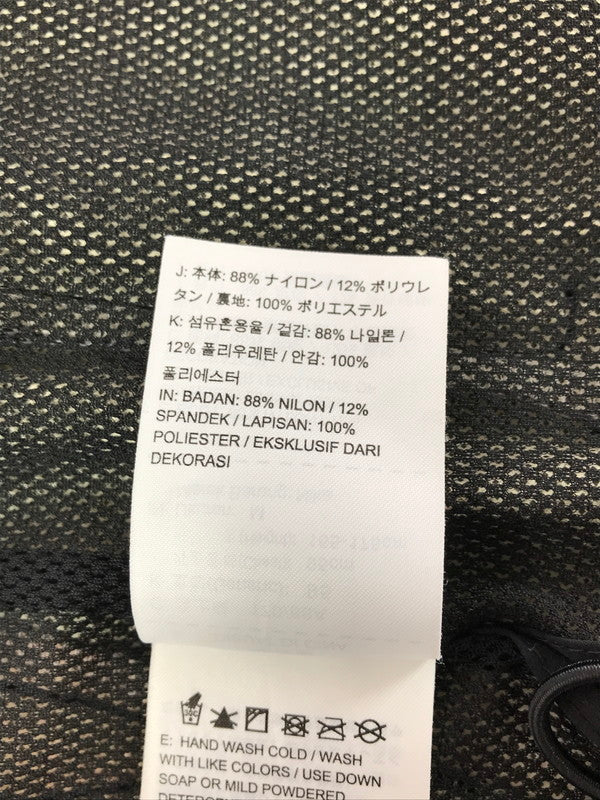 J: 本体: 88% ナイロン / 12% ポリウレ
タン / 裏地: 100% ポリエステル
K: 섬유혼용율 / 겉감: 88% 나일론 /
12% 폴리우레탄 / 안감: 100%
폴리에스터
IN: BADAN: 88% NILON / 12%
SPANDEK / LAPISAN: 100%
POLIESTER / EKSKLUSIF DARI
DEKORASI
E: HAND WASH COLD / WASH
WITH LIKE COLORS / USE DOWN
SOAP OR MILD POWDERED